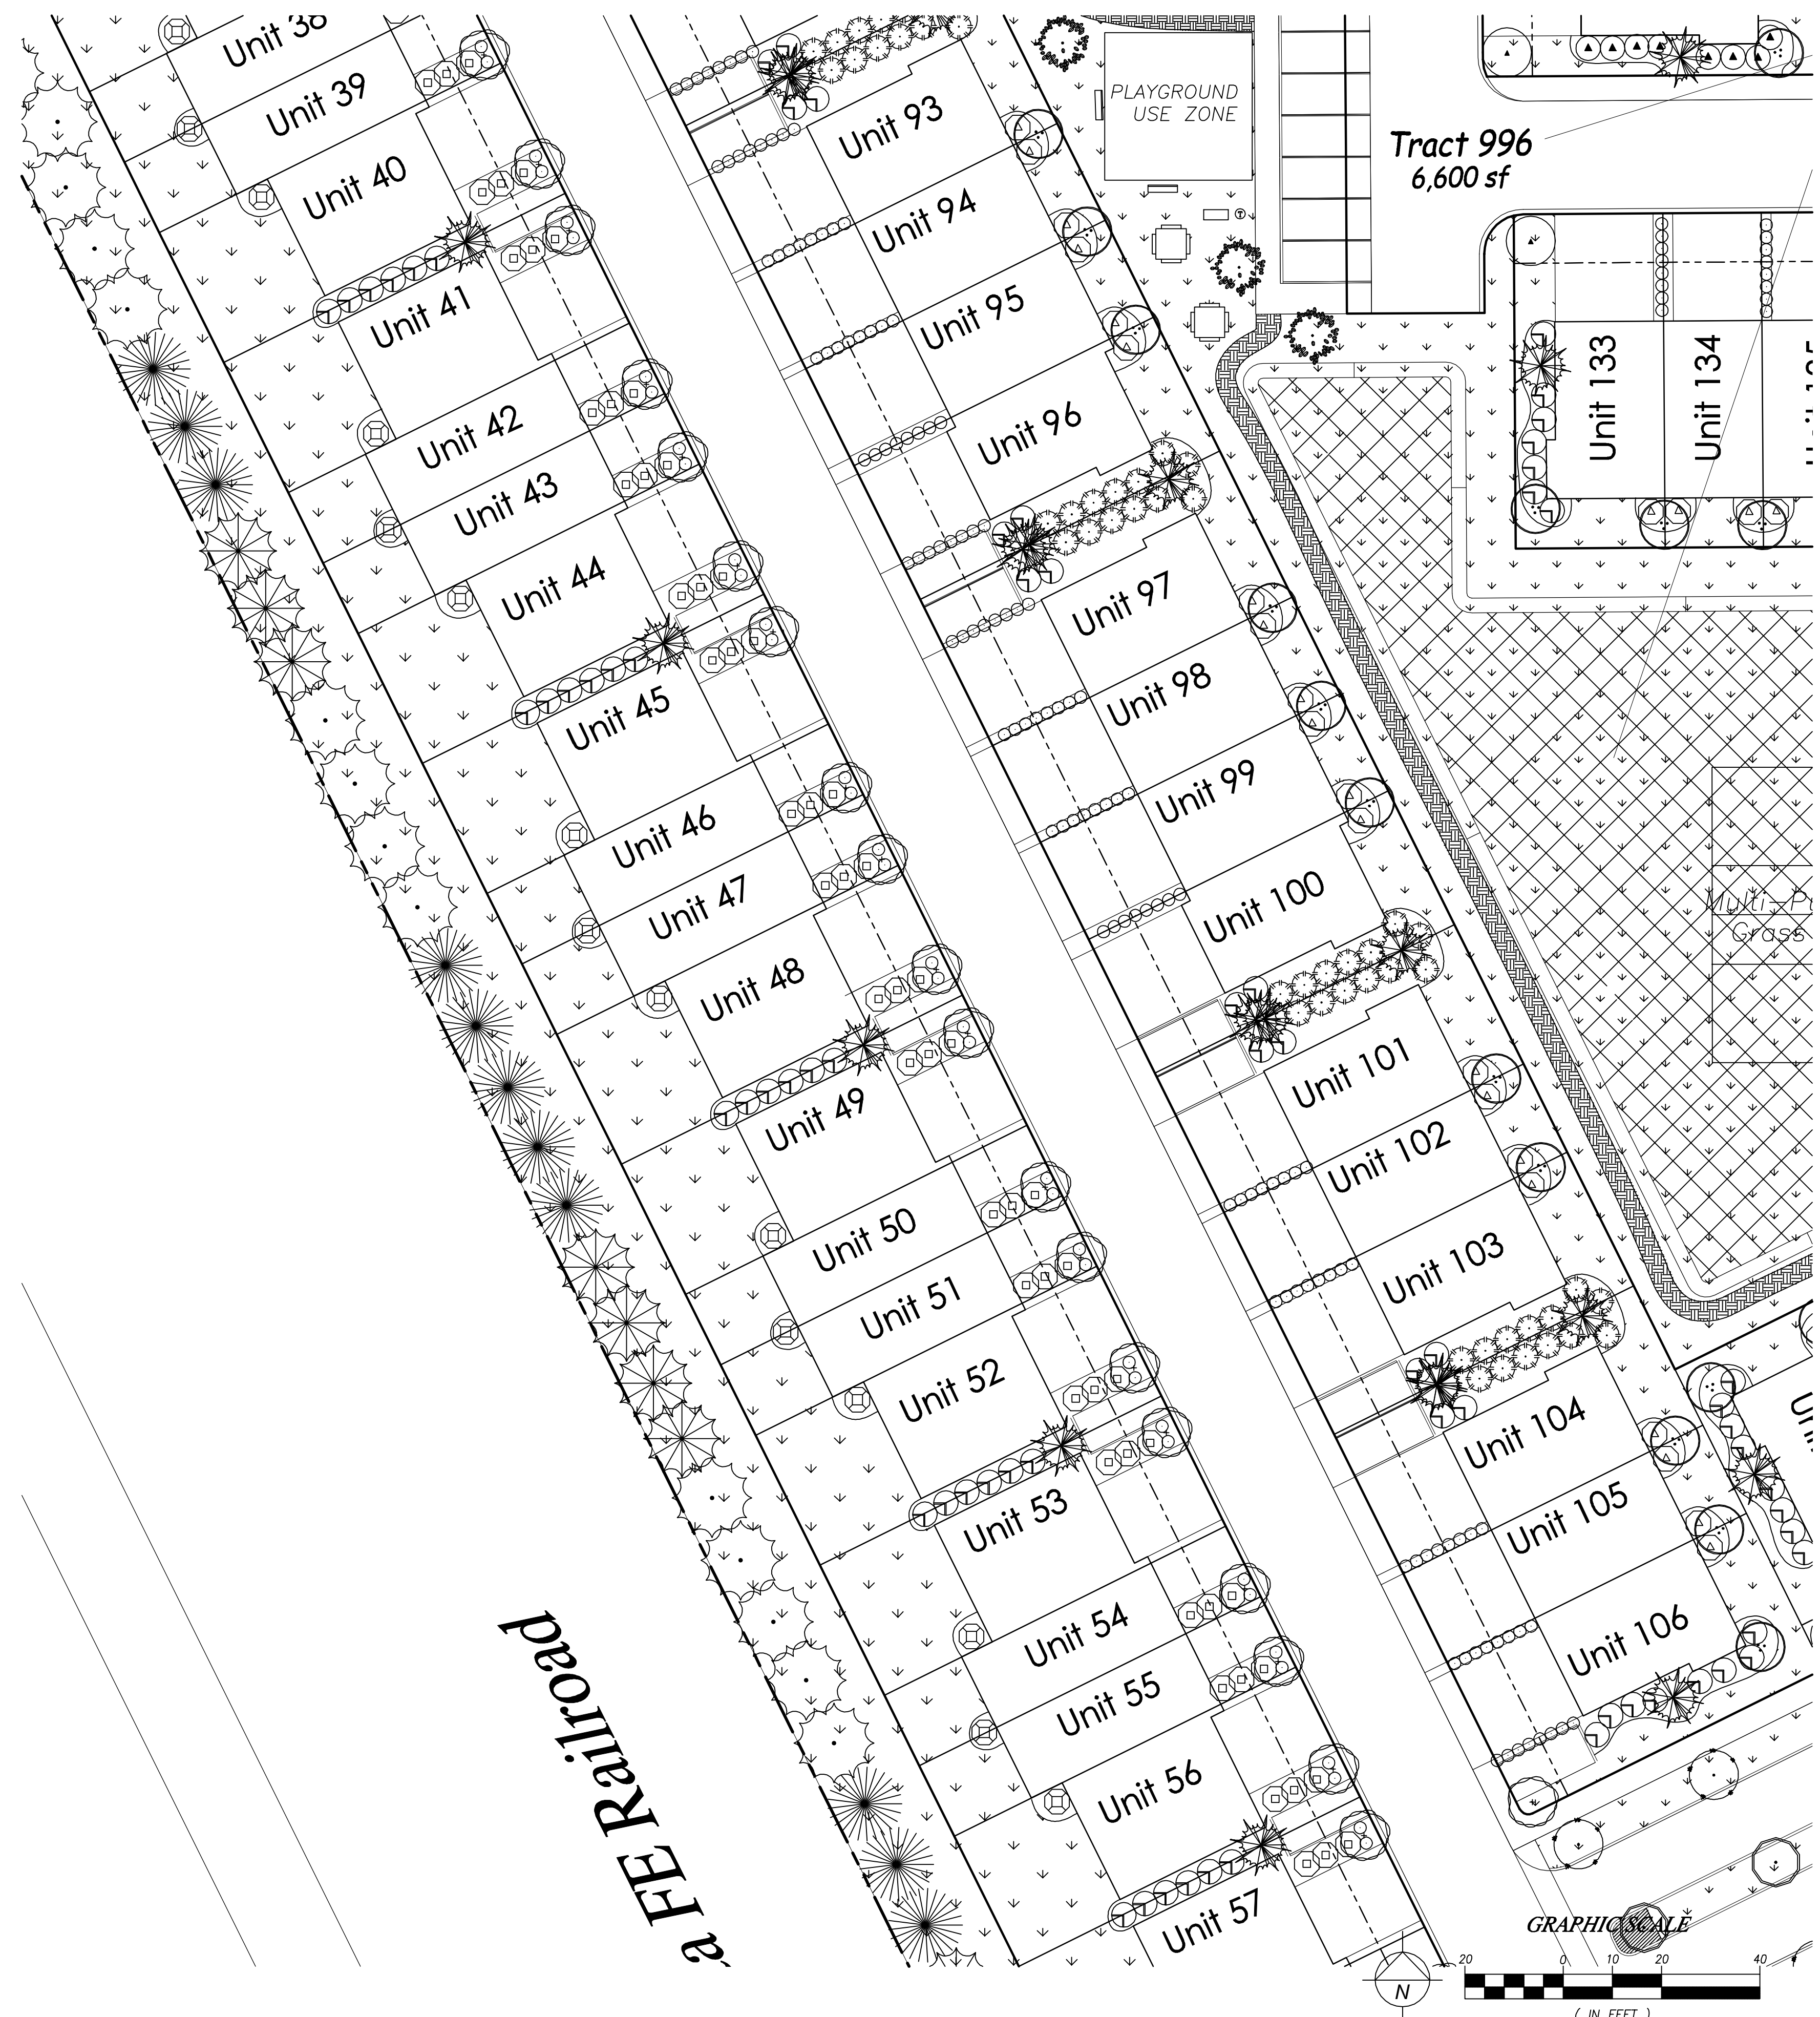 Unit 38
Unit 39
Unit 40
Unit 41
Unit 42
Unit 43
Unit 44
Unit 45
Unit 46
Unit 47
Unit 48
Unit 49
Unit 50
Unit 51
Unit 52
Unit 53
Unit 54
Unit 55
Unit 56
Unit 57
a FE Railroad
Unit 93
Unit 94
Unit 95
Unit 96
Unit 97
Unit 98
Unit 99
Unit 100
Unit 101
Unit 102
Unit 103
Unit 104
Unit 105
Unit 106
PLAYGROUND
USE ZONE
Tract 996
6,600 sf
Unit 133
Unit 134
Multi-Pu
Grass
GRAPHIC SCALE
20 0 10 20 40
( IN FEET )
N